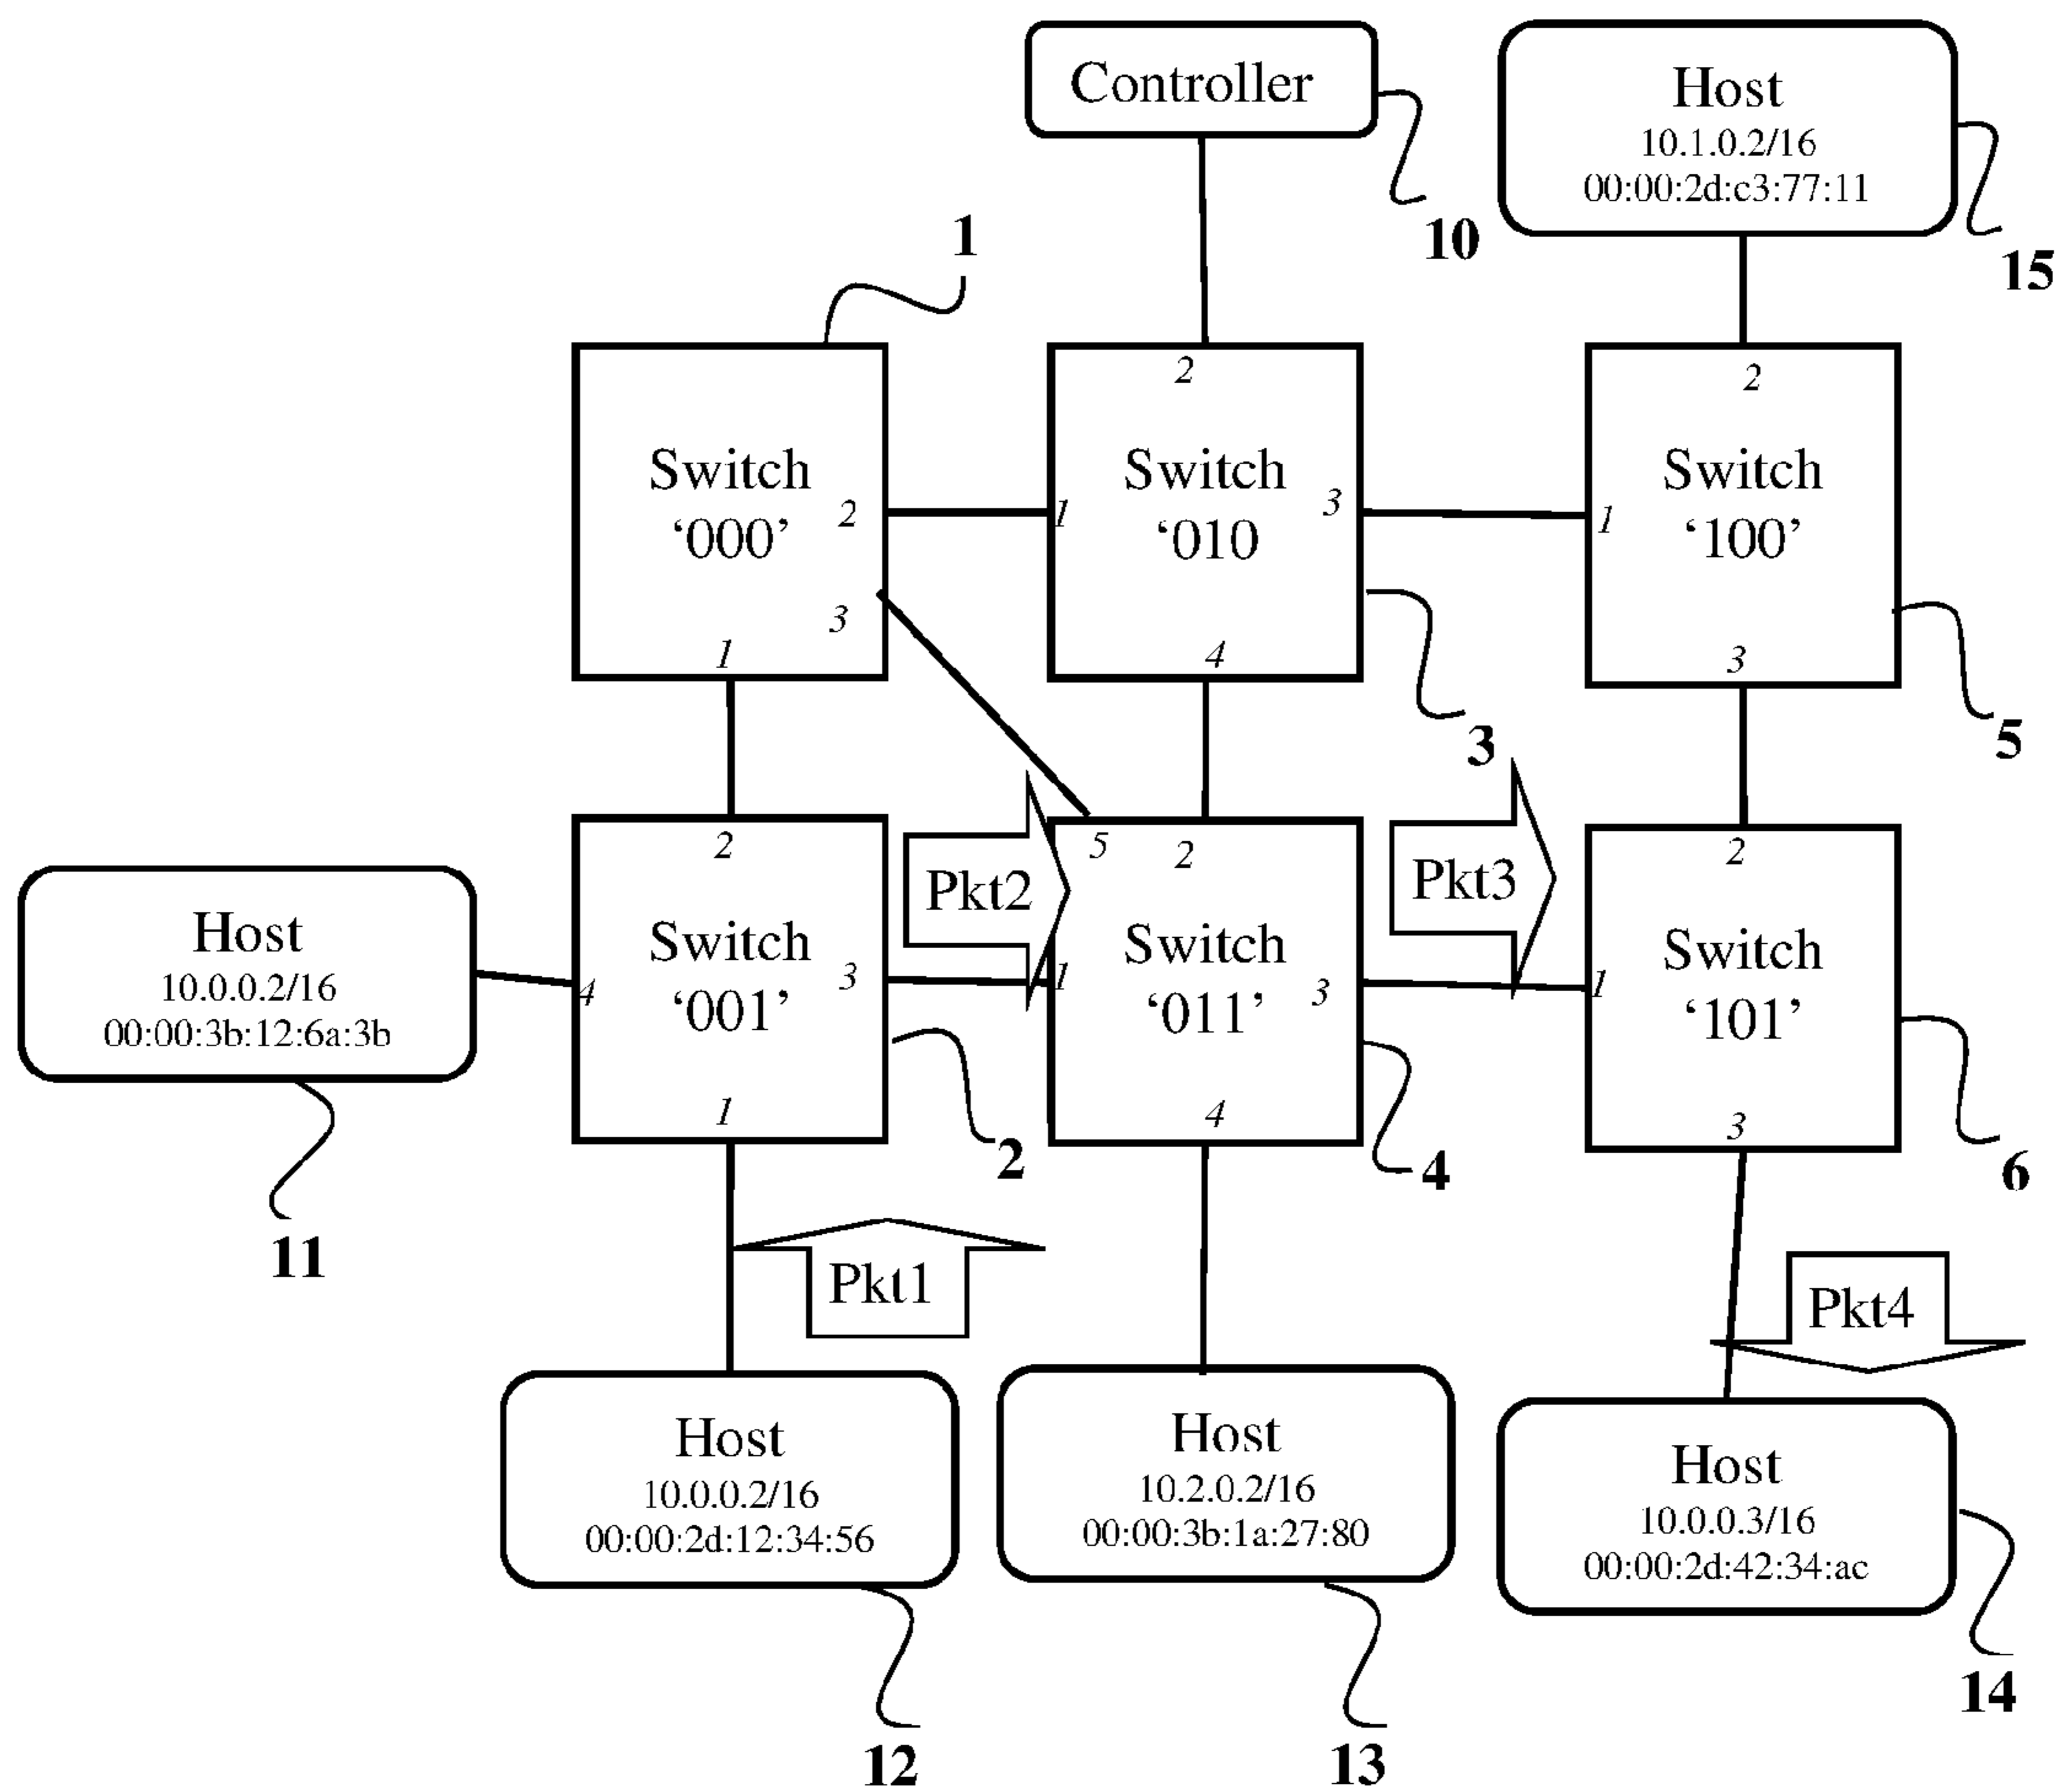 Controller
Host
10.1.0.2/16
00:00:2d:c3:77:11
10
15
1
Switch
‘000’
2
3
1
2
Switch
‘010
1
3
4
2
Switch
‘100’
1
3
3
5
2
Switch
‘001’
4
3
1
Pkt2
5
2
Switch
‘011’
1
3
4
Pkt3
2
Switch
‘101’
1
3
Host
10.0.0.2/16
00:00:3b:12:6a:3b
2
4
6
11
Pkt1
Pkt4
Host
10.0.0.2/16
00:00:2d:12:34:56
Host
10.2.0.2/16
00:00:3b:1a:27:80
Host
10.0.0.3/16
00:00:2d:42:34:ac
12
13
14